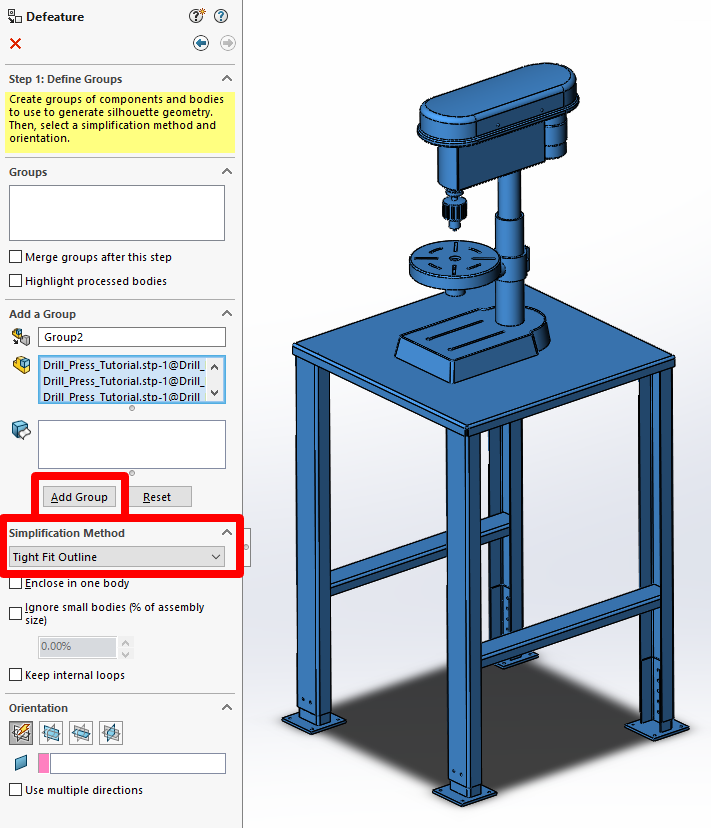 Defeature
Step 1: Define Groups
Create groups of components and bodies
to use to generate silhouette geometry.
Then, select a simplification method and
orientation.
Groups
Merge groups after this step
Highlight processed bodies
Add a Group
Group2
Drill_Press_Tutorial.stp-1@Drill_
Drill_Press_Tutorial.stp-1@Drill_
Drill_Press_Tutorial.stp-1@Drill
Add Group
Reset
Simplification Method
Tight Fit Outline
Enclose in one body
Ignore small bodies (% of assembly
size)
0.00%
Keep internal loops
Orientation
Use multiple directions